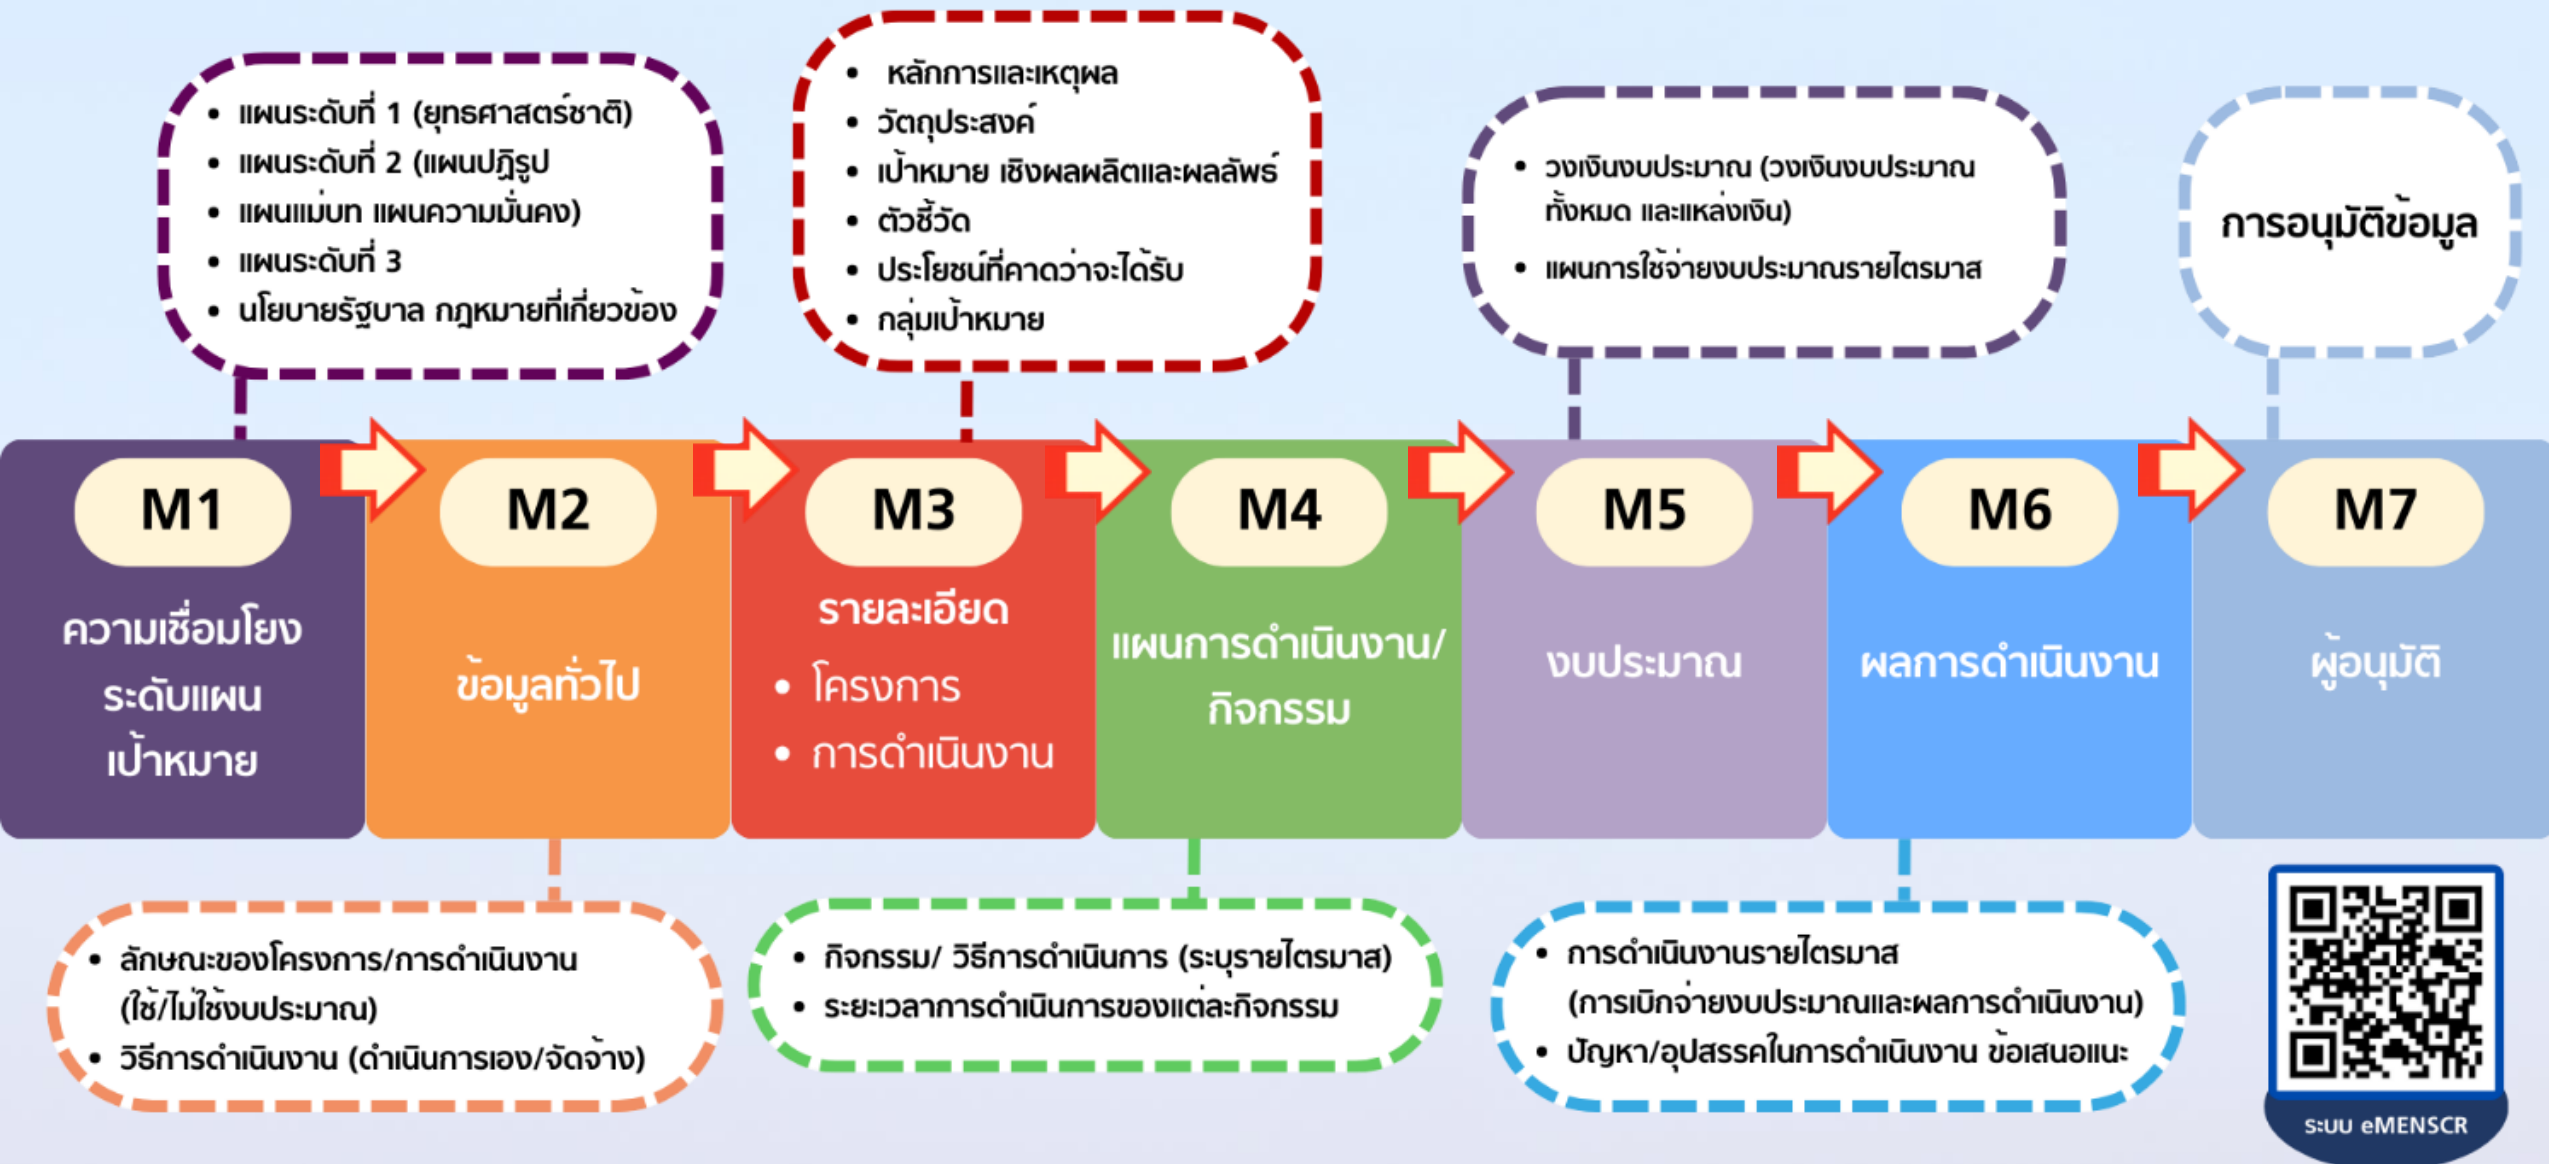 • แผนระดับที่ 1 (ยุทธศาสตร์ชาติ)
• แผนระดับที่ 2 (แผนปฏิรูป
• แผนแม่บท แผนความมั่นคง)
• แผนระดับที่ 3
• นโยบายรัฐบาล กฎหมายที่เกี่ยวข้อง
• หลักการและเหตุผล
• วัตถุประสงค์
• เป้าหมาย เชิงผลผลิตและผลลัพธ์
• ตัวชี้วัด
• ประโยชน์ที่คาดว่าจะได้รับ
• กลุ่มเป้าหมาย
• วงเงินงบประมาณ (วงเงินงบประมาณ
ทั้งหมด และแหล่งเงิน)
• แผนการใช้จ่ายงบประมาณรายไตรมาส
การอนุมัติข้อมูล
M1
ความเชื่อมโยง
ระดับแผน
เป้าหมาย
M2
ข้อมูลทั่วไป
M3
รายละเอียด
• โครงการ
• การดำเนินงาน
M4
แผนการดำเนินงาน/
กิจกรรม
M5
งบประมาณ
M6
ผลการดำเนินงาน
M7
ผู้อนุมัติ
• ลักษณะของโครงการ/การดำเนินงาน
(ใช้/ไม่ใช้งบประมาณ)
• วิธีการดำเนินงาน (ดำเนินการเอง/จัดจ้าง)
• กิจกรรม/ วิธีการดำเนินการ (ระบุรายไตรมาส)
• ระยะเวลาการดำเนินการของแต่ละกิจกรรม
• การดำเนินงานรายไตรมาส
(การเบิกจ่ายงบประมาณและผลการดำเนินงาน)
• ปัญหา/อุปสรรคในการดำเนินงาน ข้อเสนอแนะ
ระบบ eMENSCR